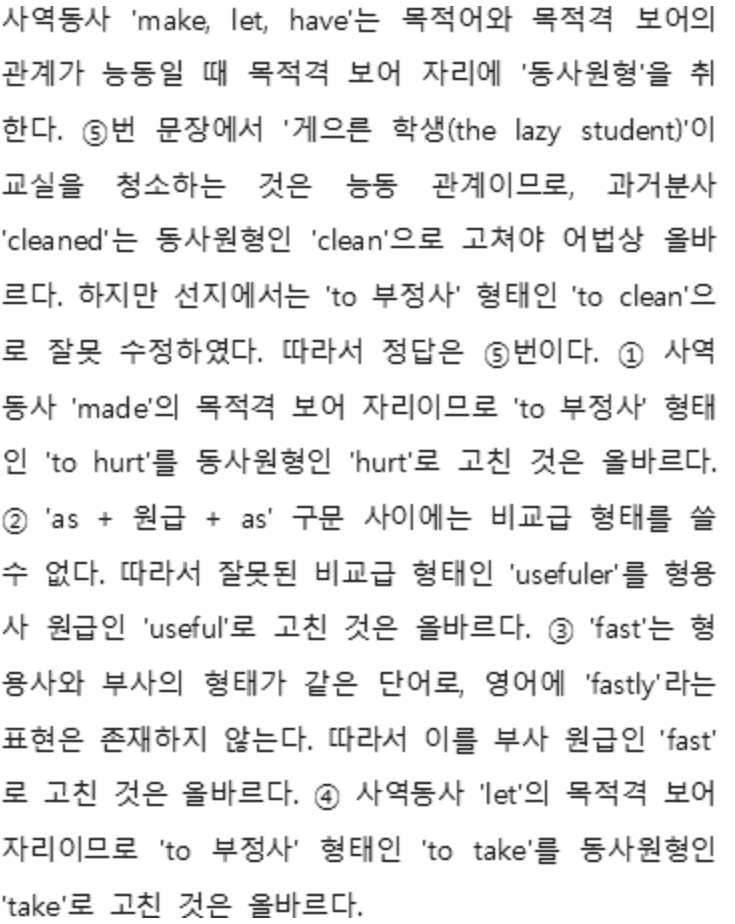 사역동사 'make, let, have'는 목적어와 목적격 보어의
관계가 능동일 때 목적격 보어 자리에 '동사원형'을 취
한다. ⑤번 문장에서 '게으른 학생(the lazy student)'이
교실을 청소하는 것은 능동 관계이므로, 과거분사
'cleaned'는 동사원형인 'clean'으로 고쳐야 어법상 올바
르다. 하지만 선지에서는 'to 부정사' 형태인 'to clean'으
로 잘못 수정하였다. 따라서 정답은 ⑤번이다. ① 사역
동사 'made'의 목적격 보어 자리이므로 'to 부정사' 형태
인 'to hurt'를 동사원형인 'hurt'로 고친 것은 올바르다.
② 'as + 원급 + as' 구문 사이에는 비교급 형태를 쓸
수 없다. 따라서 잘못된 비교급 형태인 'usefuler'를 형용
사 원급인 'useful'로 고친 것은 올바르다. ③ 'fast'는 형
용사와 부사의 형태가 같은 단어로, 영어에 'fastly'라는
표현은 존재하지 않는다. 따라서 이를 부사 원급인 'fast'
로 고친 것은 올바르다. ④ 사역동사 'let'의 목적격 보어
자리이므로 'to 부정사' 형태인 'to take'를 동사원형인
'take'로 고친 것은 올바르다.